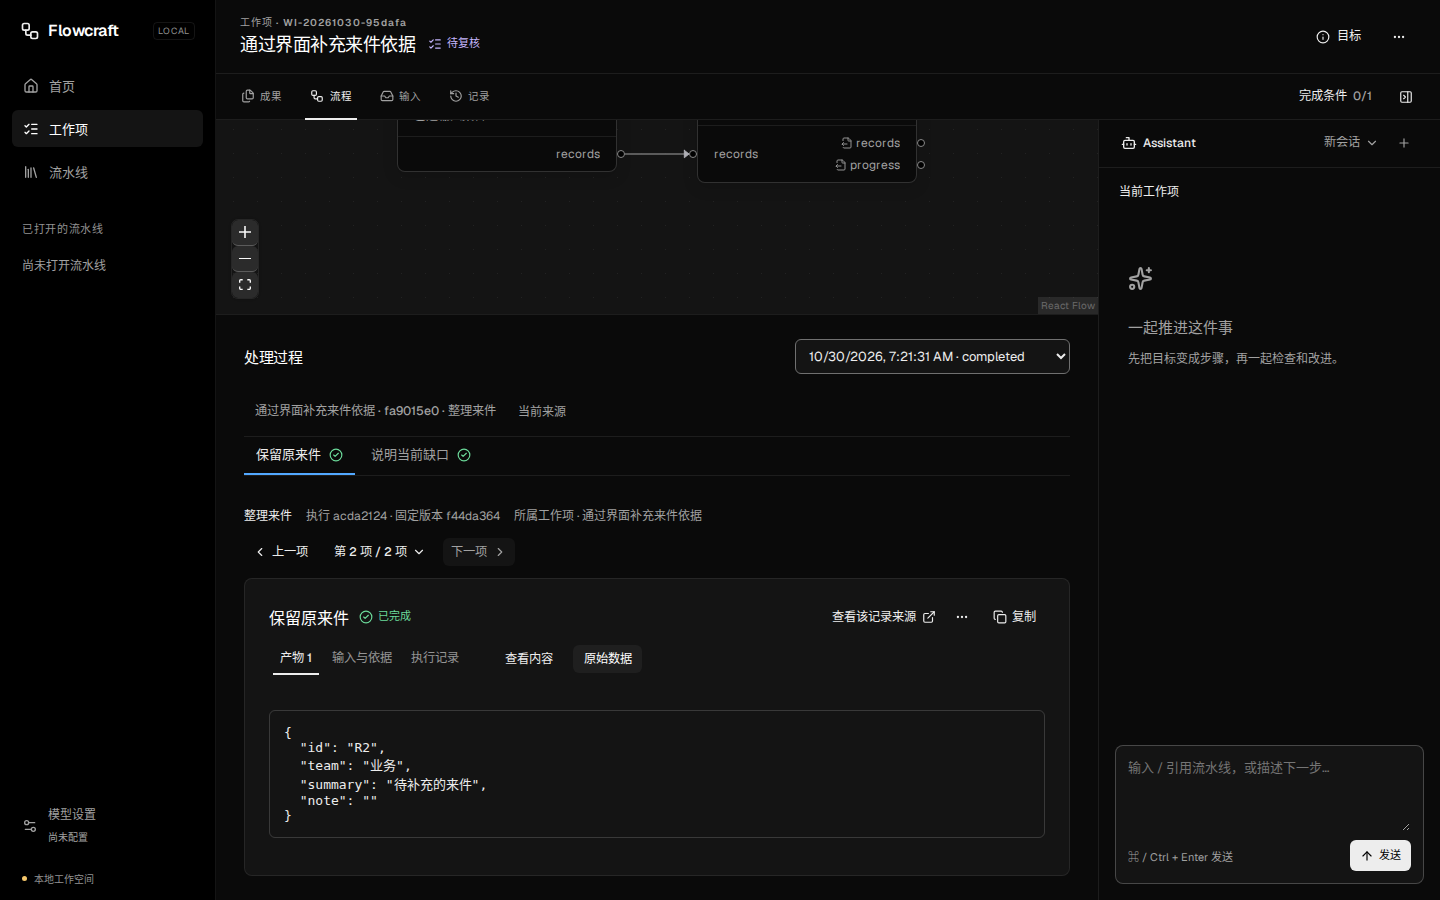 Flowcraft
LOCAL
首页
工作项
流水线
已打开的流水线
尚未打开流水线
模型设置
尚未配置
本地工作空间
工作项 · WI-20261030-95dafa
通过界面补充来件依据
待复核
目标
成果
流程
输入
记录
完成条件 0/1
records
records
records
progress
React Flow
处理过程
10/30/2026, 7:21:31 AM · completed
通过界面补充来件依据 · fa9015e0 · 整理来件
当前来源
保留原来件
说明当前缺口
整理来件 执行 acda2124 · 固定版本 f44da364 所属工作项 · 通过界面补充来件依据
上一项
第 2 项 / 2 项
下一项
保留原来件
已完成
查看该记录来源
复制
产物 1
输入与依据
执行记录
查看内容
原始数据
{
"id": "R2",
"team": "业务",
"summary": "待补充的来件",
"note": ""
}
Assistant
新会话
当前工作项
一起推进这件事
先把目标变成步骤，再一起检查和改进。
输入 / 引用流水线，或描述下一步...
⌘ / Ctrl + Enter 发送
发送